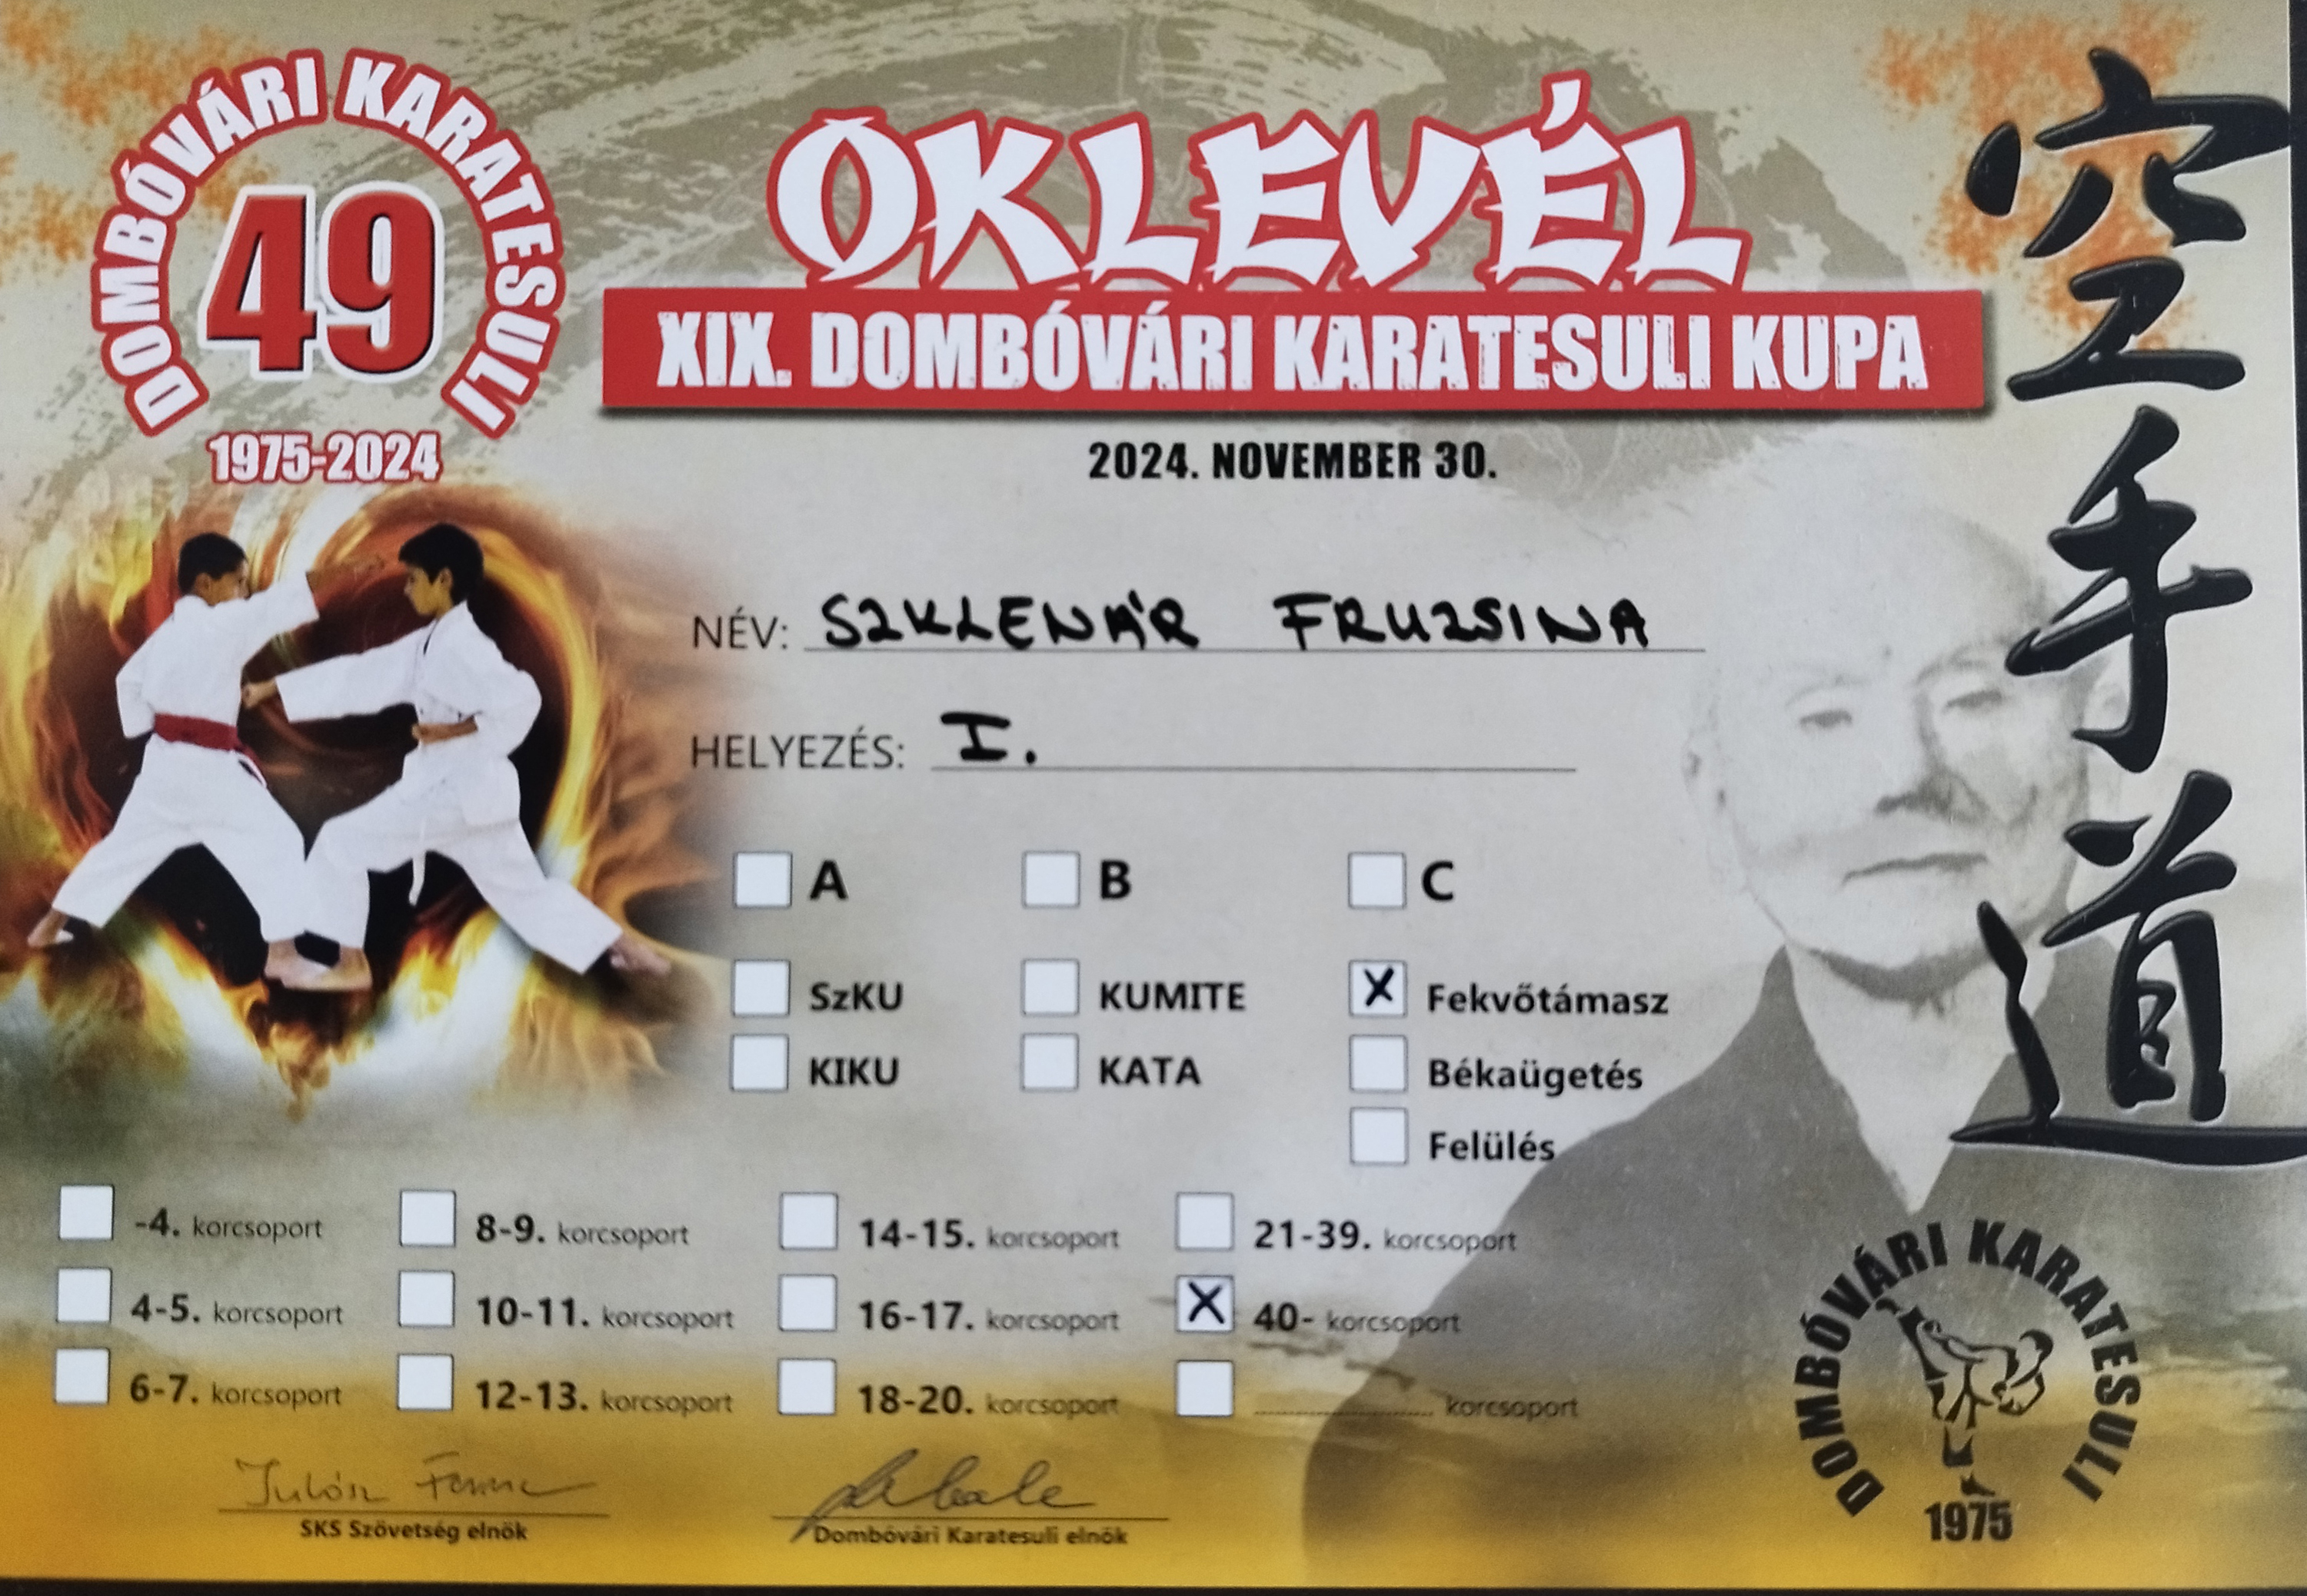 DOMBÓVÁRI KARATESULI
49
1975-2024
OKLEVÉL
XIX. DOMBÓVÁRI KARATESULI KUPA
2024. NOVEMBER 30.
空手道
NÉV: SZKLENÁR FRUZSINA
HELYEZÉS: I.
A B C
SzKU KUMITE X Fekvőtámasz
KIKU KATA Békaügetés
Felülés
-4. korcsoport 8-9. korcsoport 14-15. korcsoport 21-39. korcsoport
4-5. korcsoport 10-11. korcsoport 16-17. korcsoport X 40- korcsoport
6-7. korcsoport 12-13. korcsoport 18-20. korcsoport ........................ korcsoport
SKS Szövetség elnök Dombóvári Karatesuli elnök
DOMBÓVÁRI KARATESULI
1975